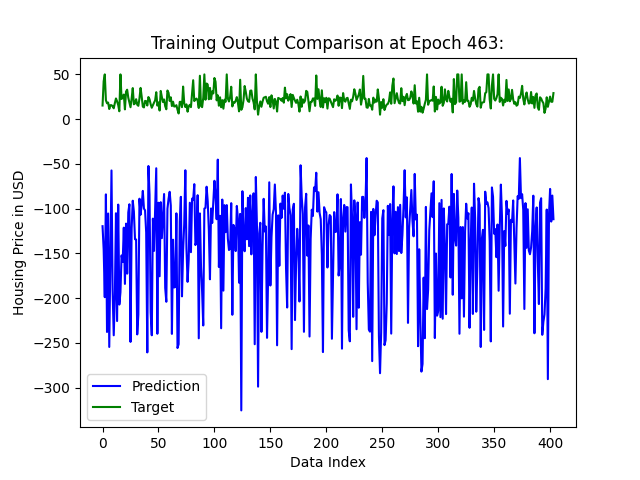 Training Output Comparison at Epoch 463:
50
0
−50
−100
−150
−200
−250
−300
Housing Price in USD
Prediction
Target
0 50 100 150 200 250 300 350 400
Data Index